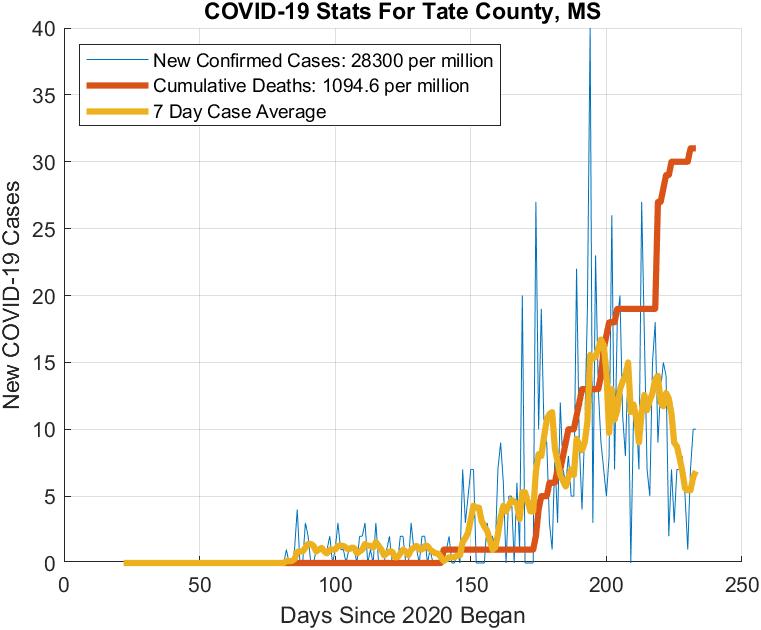 COVID-19 Stats For Tate County, MS
New Confirmed Cases: 28300 per million
Cumulative Deaths: 1094.6 per million
7 Day Case Average
New COVID-19 Cases
40
35
30
25
20
15
10
5
0
0 50 100 150 200 250
Days Since 2020 Began